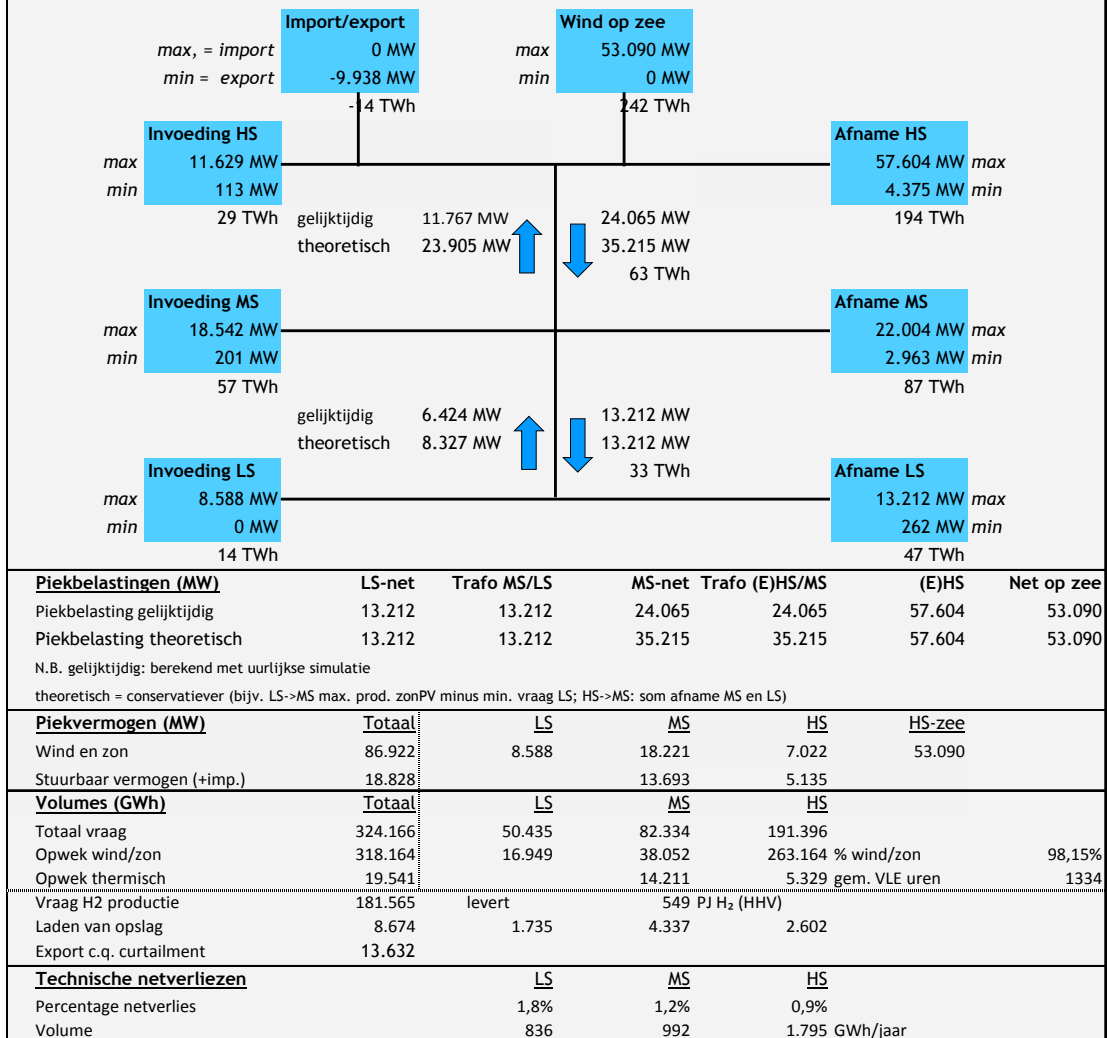 Import/export Wind op zee
max, = import 0 MW max 53.090 MW
min = export -9.938 MW min 0 MW
-14 TWh 242 TWh
Invoeding HS Afname HS
max 11.629 MW 57.604 MW max
min 113 MW 4.375 MW min
29 TWh gelijktijdig 11.767 MW 24.065 MW 194 TWh
theoretisch 23.905 MW 35.215 MW
63 TWh
Invoeding MS Afname MS
max 18.542 MW 22.004 MW max
min 201 MW 2.963 MW min
57 TWh 87 TWh
gelijktijdig 6.424 MW 13.212 MW
theoretisch 8.327 MW 13.212 MW
33 TWh
Invoeding LS Afname LS
max 8.588 MW 13.212 MW max
min 0 MW 262 MW min
14 TWh 47 TWh
Piekbelastingen (MW) LS-net Trafo MS/LS MS-net Trafo (E)HS/MS (E)HS Net op zee
Piekbelasting gelijktijdig 13.212 13.212 24.065 24.065 57.604 53.090
Piekbelasting theoretisch 13.212 13.212 35.215 35.215 57.604 53.090
N.B. gelijktijdig: berekend met uurlijkse simulatie
theoretisch = conservatiever (bijv. LS->MS max. prod. zonPV minus min. vraag LS; HS->MS: som afname MS en LS)
Piekvermogen (MW) Totaal LS MS HS HS-zee
Wind en zon 86.922 8.588 18.221 7.022 53.090
Stuurbaar vermogen (+imp.) 18.828 13.693 5.135
Volumes (GWh) Totaal LS MS HS
Totaal vraag 324.166 50.435 82.334 191.396
Opwek wind/zon 318.164 16.949 38.052 263.164 % wind/zon 98,15%
Opwek thermisch 19.541 14.211 5.329 gem. VLE uren 1334
Vraag H2 productie 181.565 levert 549 PJ H₂ (HHV)
Laden van opslag 8.674 1.735 4.337 2.602
Export c.q. curtailment 13.632
Technische netverliezen LS MS HS
Percentage netverlies 1,8% 1,2% 0,9%
Volume 836 992 1.795 GWh/jaar